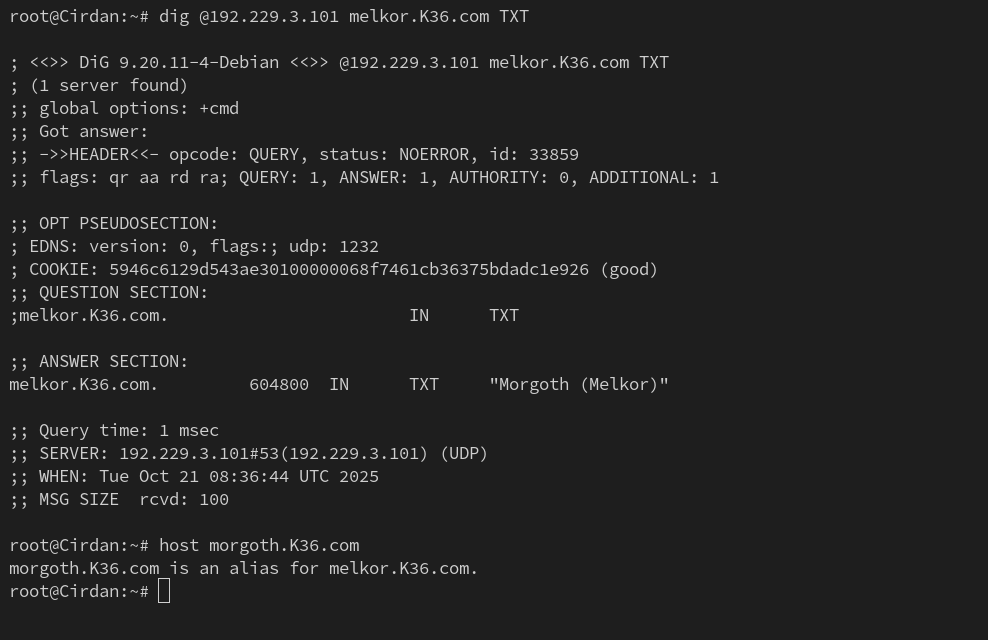 root@Cirdan:~# dig @192.229.3.101 melkor.K36.com TXT
; <<>> DiG 9.20.11-4-Debian <<>> @192.229.3.101 melkor.K36.com TXT
; (1 server found)
;; global options: +cmd
;; Got answer:
;; ->>HEADER<<- opcode: QUERY, status: NOERROR, id: 33859
;; flags: qr aa rd ra; QUERY: 1, ANSWER: 1, AUTHORITY: 0, ADDITIONAL: 1
;; OPT PSEUDOSECTION:
; EDNS: version: 0, flags:; udp: 1232
; COOKIE: 5946c6129d543ae30100000068f7461cb36375bdadc1e926 (good)
;; QUESTION SECTION:
;melkor.K36.com. IN TXT
;; ANSWER SECTION:
melkor.K36.com. 604800 IN TXT "Morgoth (Melkor)"
;; Query time: 1 msec
;; SERVER: 192.229.3.101#53(192.229.3.101) (UDP)
;; WHEN: Tue Oct 21 08:36:44 UTC 2025
;; MSG SIZE  rcvd: 100
root@Cirdan:~# host morgoth.K36.com
morgoth.K36.com is an alias for melkor.K36.com.
root@Cirdan:~#